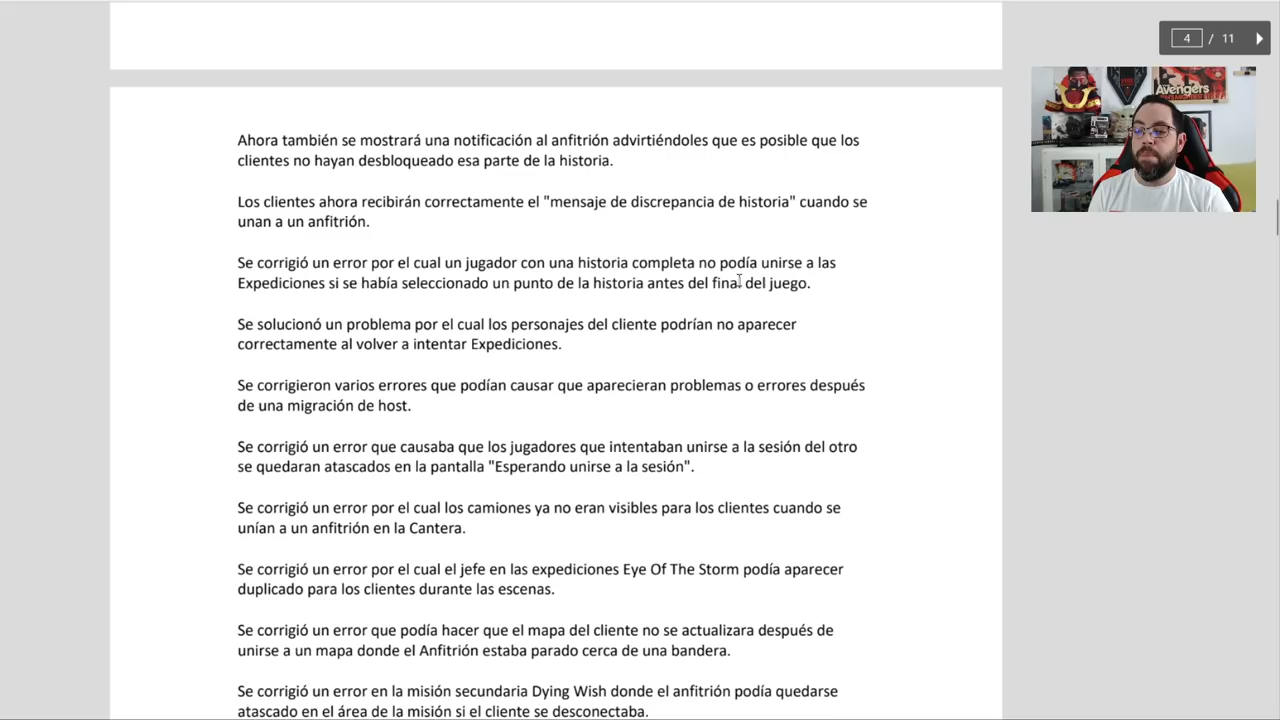 4 / 11
Avengers
Ahora también se mostrará una notificación al anfitrión advirtiéndoles que es posible que los
clientes no hayan desbloqueado esa parte de la historia.
Los clientes ahora recibirán correctamente el "mensaje de discrepancia de historia" cuando se
unan a un anfitrión.
Se corrigió un error por el cual un jugador con una historia completa no podía unirse a las
Expediciones si se había seleccionado un punto de la historia antes del final del juego.
Se solucionó un problema por el cual los personajes del cliente podrían no aparecer
correctamente al volver a intentar Expediciones.
Se corrigieron varios errores que podían causar que aparecieran problemas o errores después
de una migración de host.
Se corrigió un error que causaba que los jugadores que intentaban unirse a la sesión del otro
se quedaran atascados en la pantalla "Esperando unirse a la sesión".
Se corrigió un error por el cual los camiones ya no eran visibles para los clientes cuando se
unían a un anfitrión en la Cantera.
Se corrigió un error por el cual el jefe en las expediciones Eye Of The Storm podía aparecer
duplicado para los clientes durante las escenas.
Se corrigió un error que podía hacer que el mapa del cliente no se actualizara después de
unirse a un mapa donde el Anfitrión estaba parado cerca de una bandera.
Se corrigió un error en la misión secundaria Dying Wish donde el anfitrión podía quedarse
atascado en el área de la misión si el cliente se desconectaba.